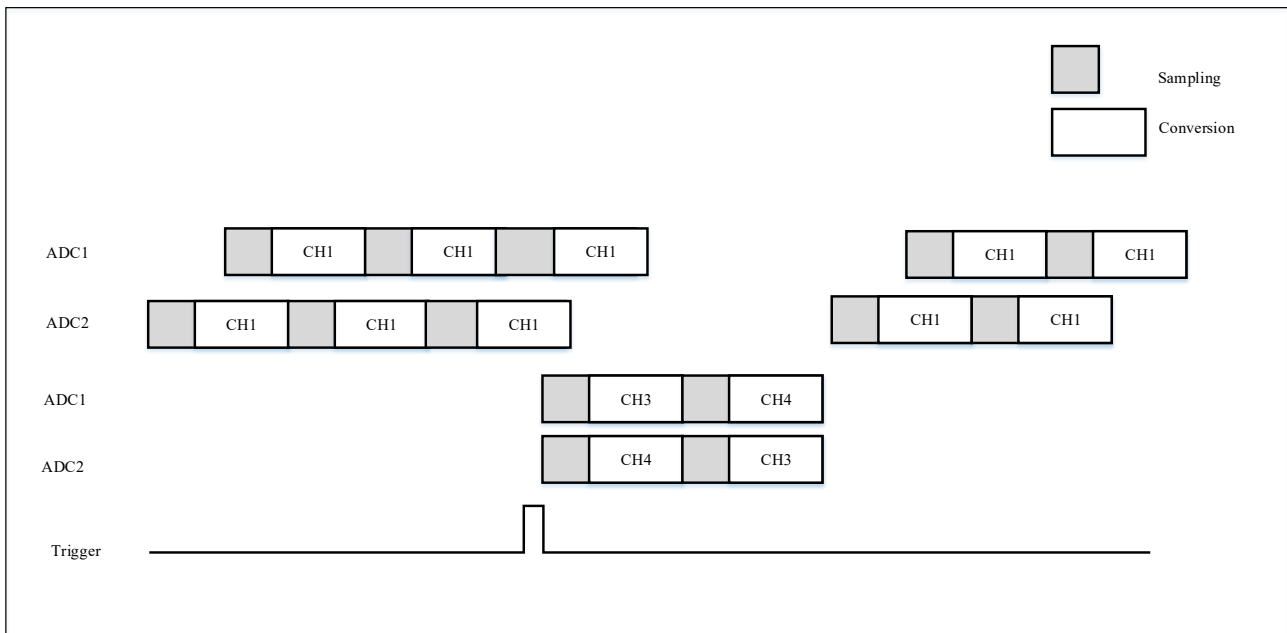 Sampling
Conversion
ADC1 CH1 CH1 CH1 CH1 CH1
ADC2 CH1 CH1 CH1 CH1 CH1
ADC1 CH3 CH4
ADC2 CH4 CH3
Trigger